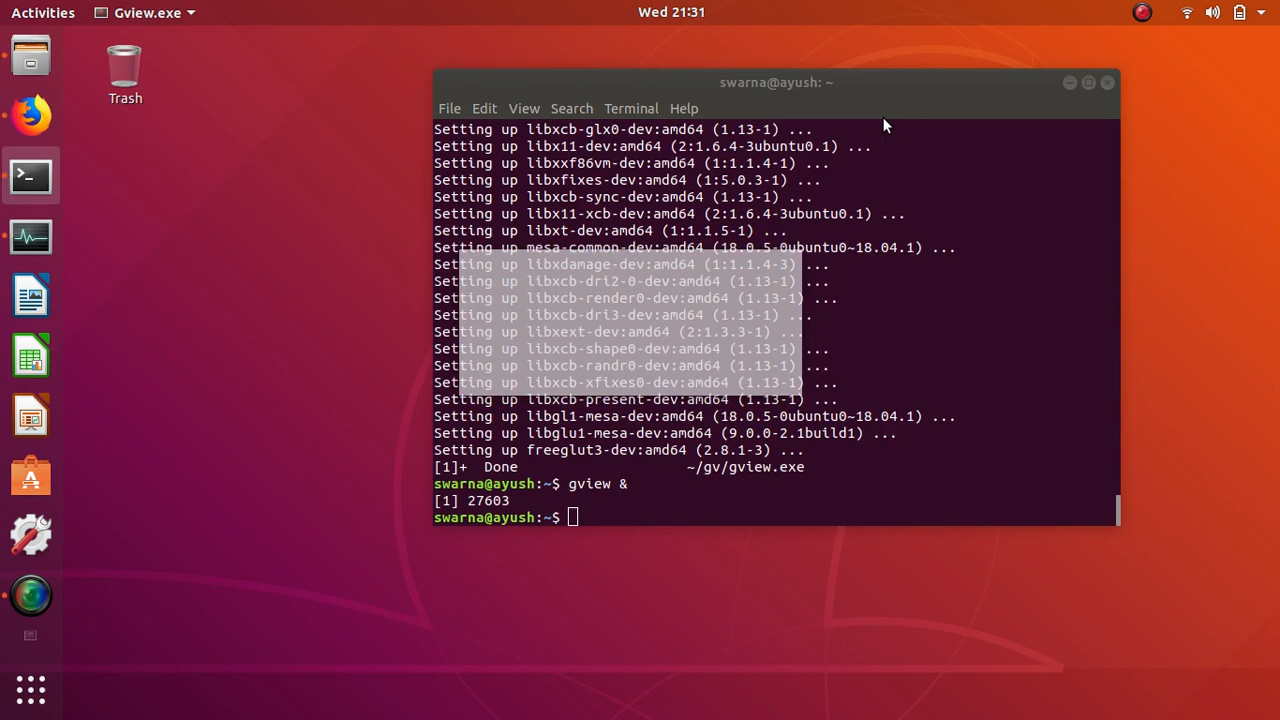 Activities
Gview.exe
Wed 21:31
Trash
swarna@ayush: ~
File Edit View Search Terminal Help
Setting up libxcb-glx0-dev:amd64 (1.13-1) ...
Setting up libx11-dev:amd64 (2:1.6.4-3ubuntu0.1) ...
Setting up libxxf86vm-dev:amd64 (1:1.1.4-1) ...
Setting up libxfixes-dev:amd64 (1:5.0.3-1) ...
Setting up libxcb-sync-dev:amd64 (1.13-1) ...
Setting up libx11-xcb-dev:amd64 (2:1.6.4-3ubuntu0.1) ...
Setting up libxt-dev:amd64 (1:1.1.5-1) ...
Setting up mesa-common-dev:amd64 (18.0.5-0ubuntu0~18.04.1) ...
Setting up libxdamage-dev:amd64 (1:1.1.4-3) ...
Setting up libxcb-dri2-0-dev:amd64 (1.13-1) ...
Setting up libxcb-render0-dev:amd64 (1.13-1) ...
Setting up libxcb-dri3-dev:amd64 (1.13-1) ...
Setting up libxext-dev:amd64 (2:1.3.3-1) ...
Setting up libxcb-shape0-dev:amd64 (1.13-1) ...
Setting up libxcb-randr0-dev:amd64 (1.13-1) ...
Setting up libxcb-xfixes0-dev:amd64 (1.13-1) ...
Setting up libxcb-present-dev:amd64 (1.13-1) ...
Setting up libgl1-mesa-dev:amd64 (18.0.5-0ubuntu0~18.04.1) ...
Setting up libglu1-mesa-dev:amd64 (9.0.0-2.1build1) ...
Setting up freeglut3-dev:amd64 (2.8.1-3) ...
[1]+  Done                    ~/gv/gview.exe
swarna@ayush:~$ gview &
[1] 27603
swarna@ayush:~$